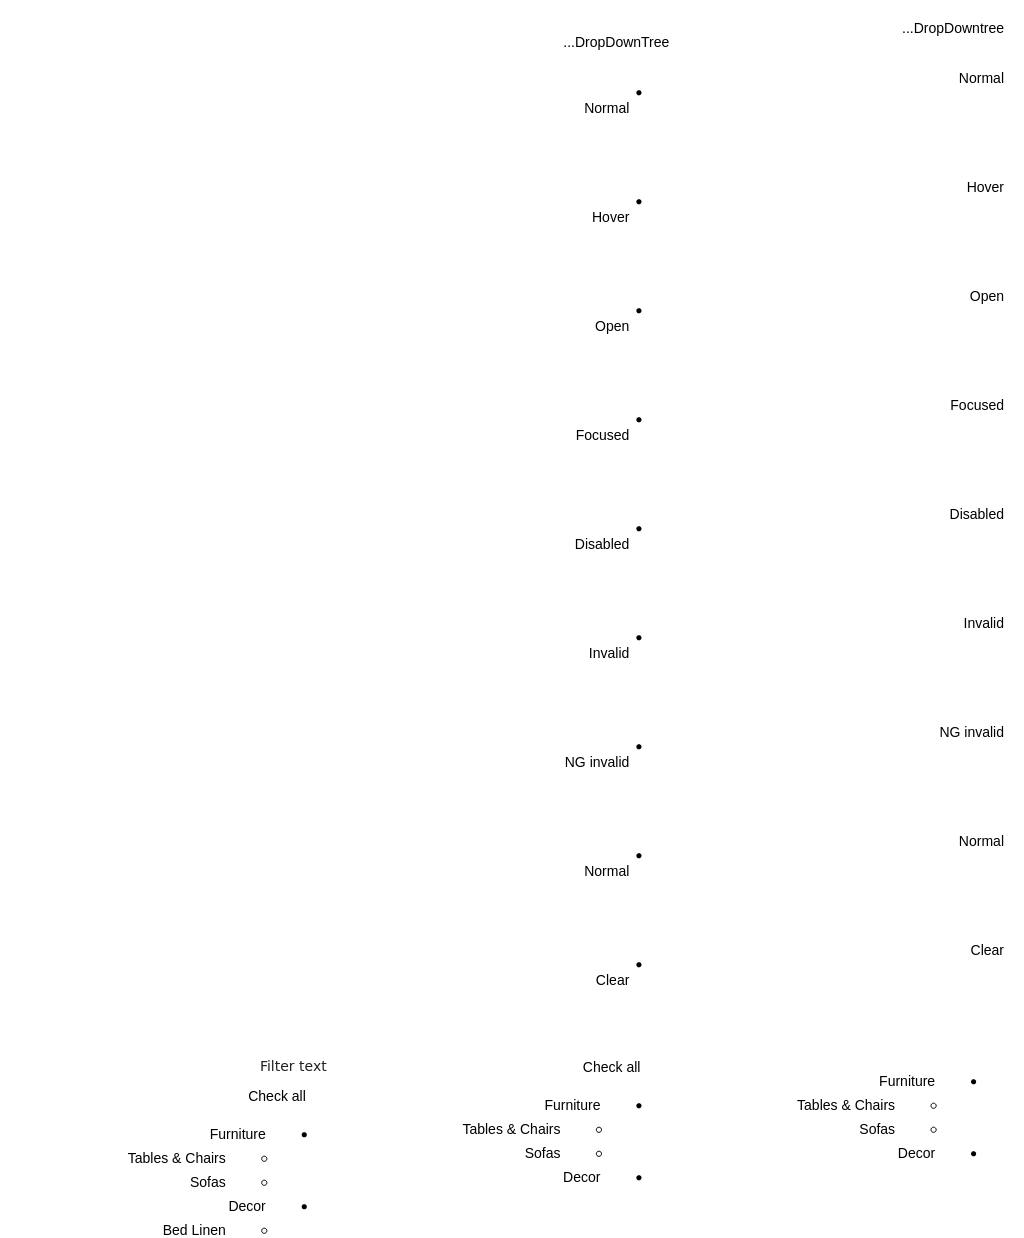 ...DropDowntree
Normal
Hover
Open
Focused
Disabled
Invalid
NG invalid
Normal
Clear
...DropDownTree
Normal
Hover
Open
Focused
Disabled
Invalid
NG invalid
Normal
Clear
Furniture
Tables & Chairs
Sofas
Decor
Check all
Furniture
Tables & Chairs
Sofas
Decor
Filter text
Check all
Furniture
Tables & Chairs
Sofas
Decor
Bed Linen